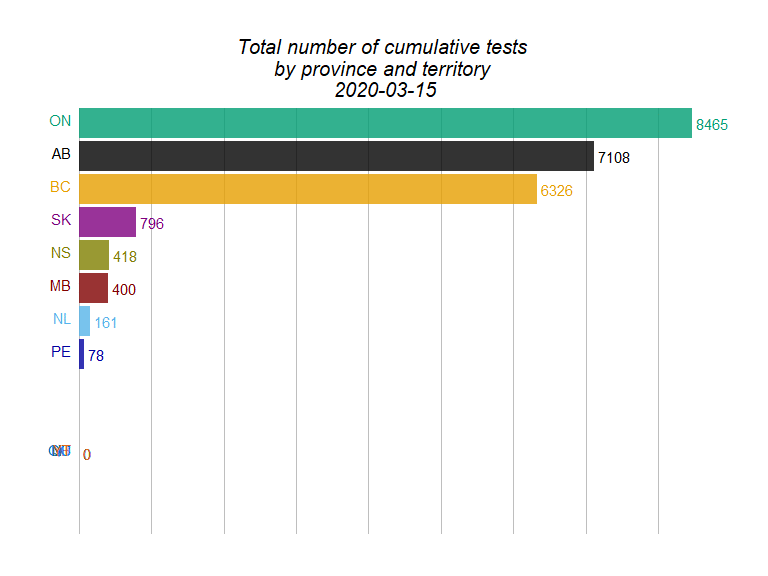 Total number of cumulative tests
by province and territory
2020-03-15
ON 8465
AB 7108
BC 6326
SK 796
NS 418
MB 400
NL 161
PE 78
0